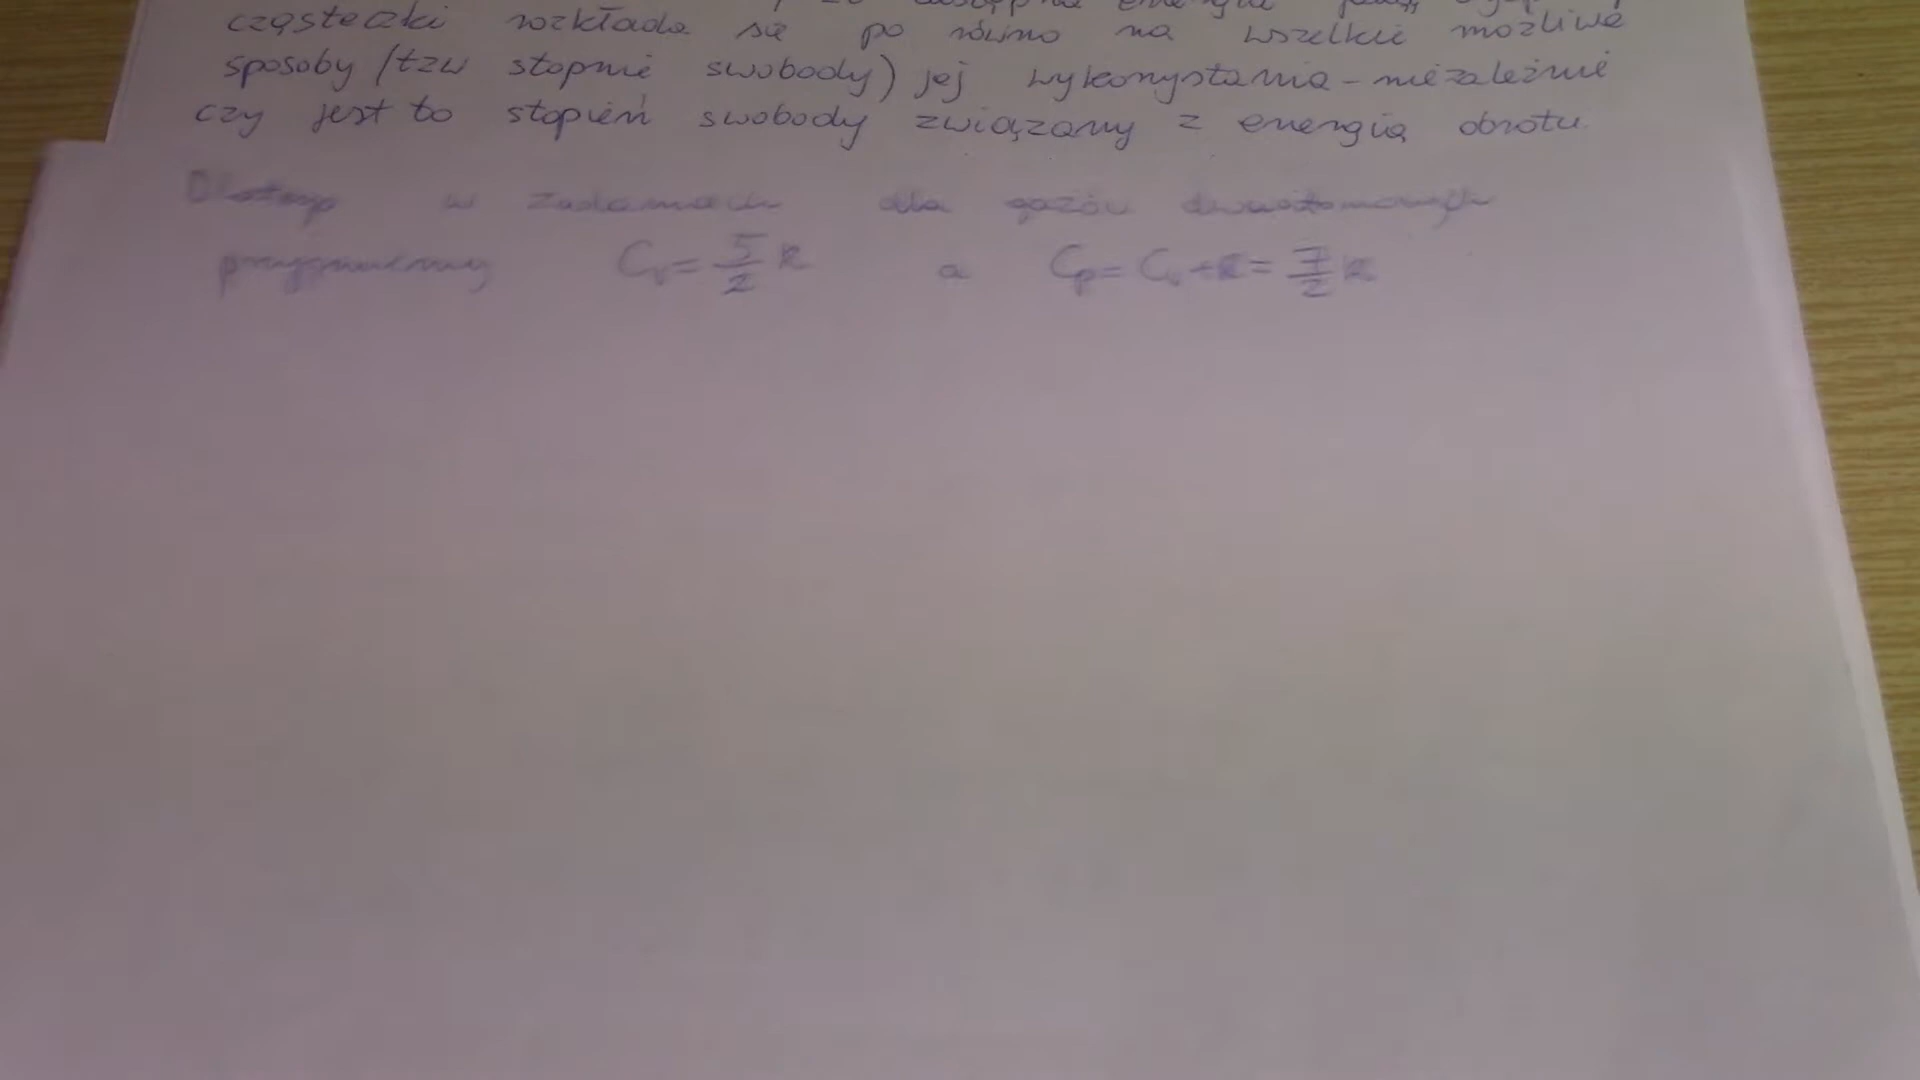 energia
cząsteczki rozkłada się po równo na wszelkie możliwe
sposoby (tzw stopnie swobody) jej wykorzystania - niezależnie
czy jest to stopień swobody związany z energią obrotu.
Dlatego w zadaniach dla gazów dwuatomowych
przyjmujemy Cv = 5/2 R a Cp = Cv + R = 7/2 R